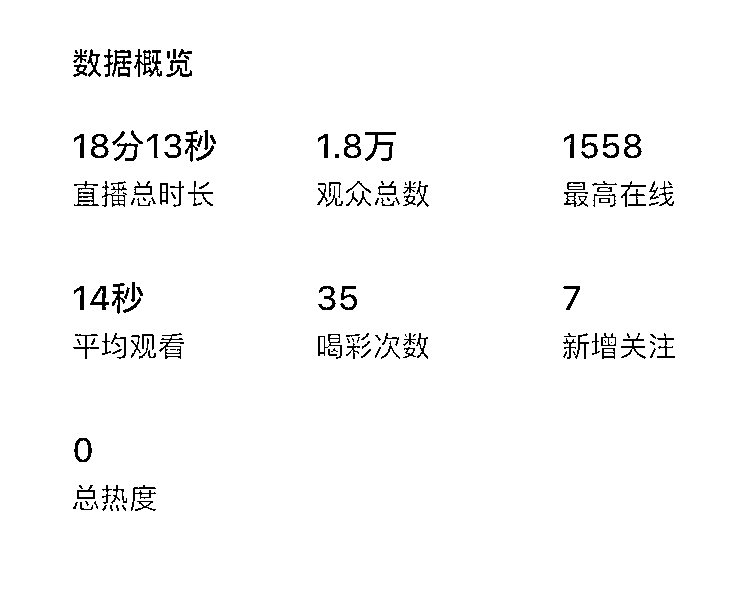 数据概览
18分13秒 1.8万 1558
直播总时长 观众总数 最高在线
14秒 35 7
平均观看 喝彩次数 新增关注
0
总热度